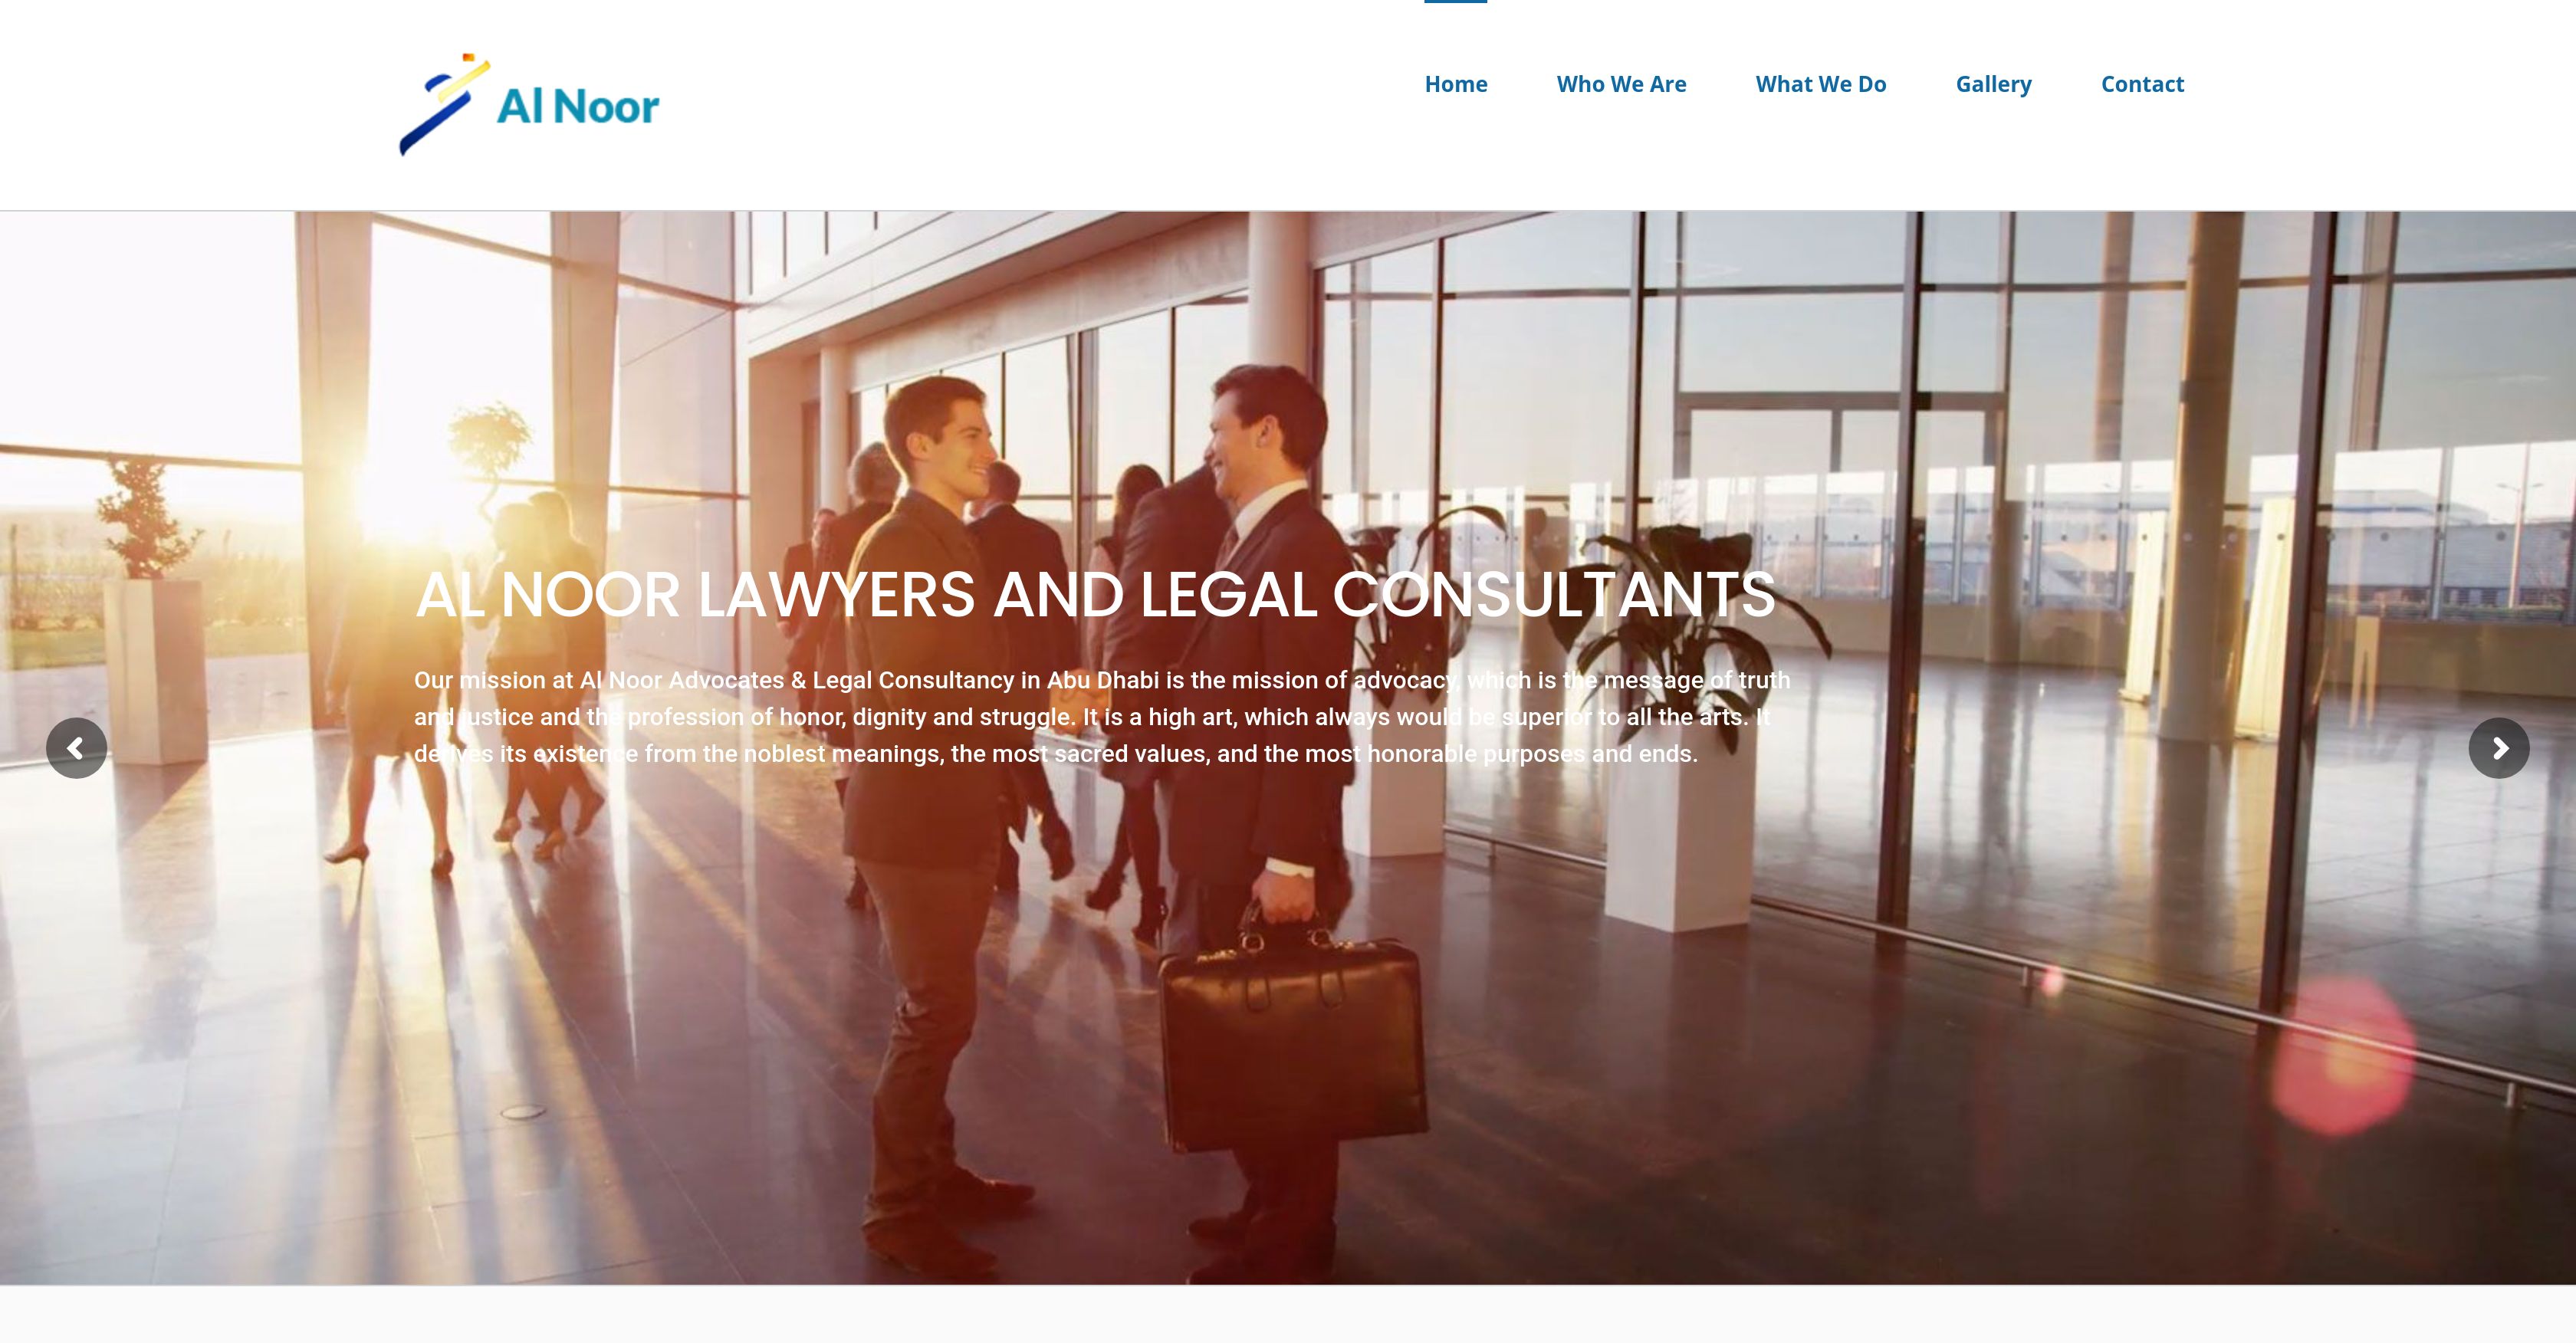 Al Noor
Home
Who We Are
What We Do
Gallery
Contact
AL NOOR LAWYERS AND LEGAL CONSULTANTS
Our mission at Al Noor Advocates & Legal Consultancy in Abu Dhabi is the mission of advocacy, which is the message of truth
and justice and the profession of honor, dignity and struggle. It is a high art, which always would be superior to all the arts. It
derives its existence from the noblest meanings, the most sacred values, and the most honorable purposes and ends.